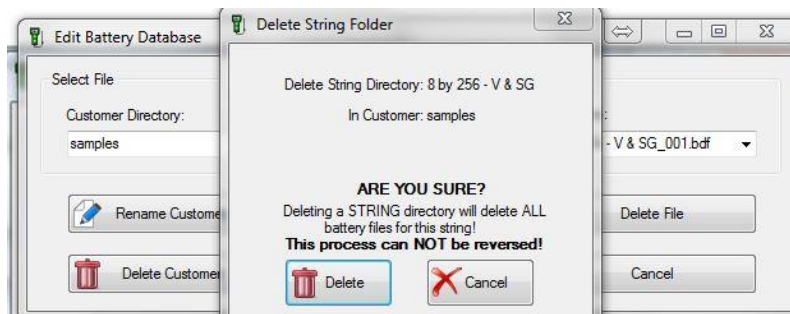 Edit Battery Database
Delete String Folder
Select File
Customer Directory:
samples
Delete String Directory: 8 by 256 - V & SG
In Customer: samples
:
- V & SG_001.bdf
ARE YOU SURE?
Deleting a STRING directory will delete ALL
battery files for this string!
This process can NOT be reversed!
Rename Custome
Delete File
Delete Customer
Delete
Cancel
Cancel